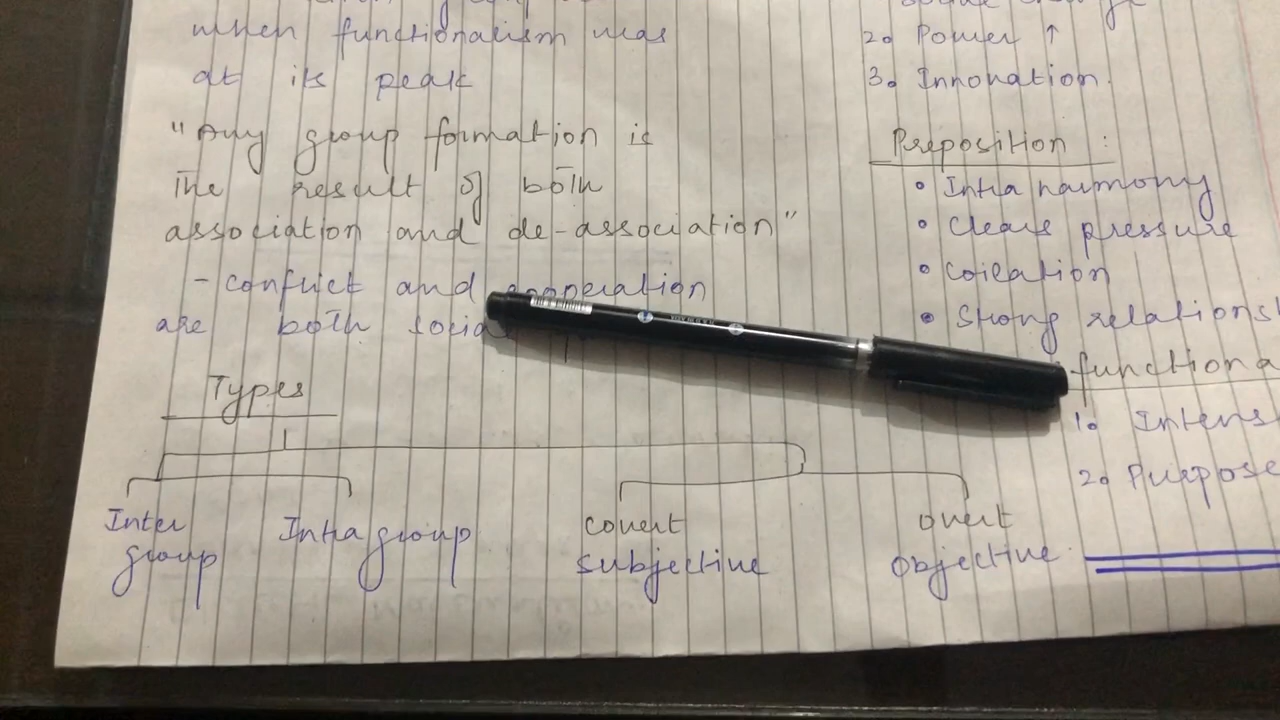 when functionalism was
at its peak
"Any group formation is
the result of both
association and de-association"
- conflict and cooperation
are both
Types
Inter
group
Intra group
covert
subjective
overt
objective
2. Power ↑
3. Innovation.
Preposition :
• Intra harmony
• Clears pressure
• Coilation
• Strong
functiona
1. Intens
2. Purpose